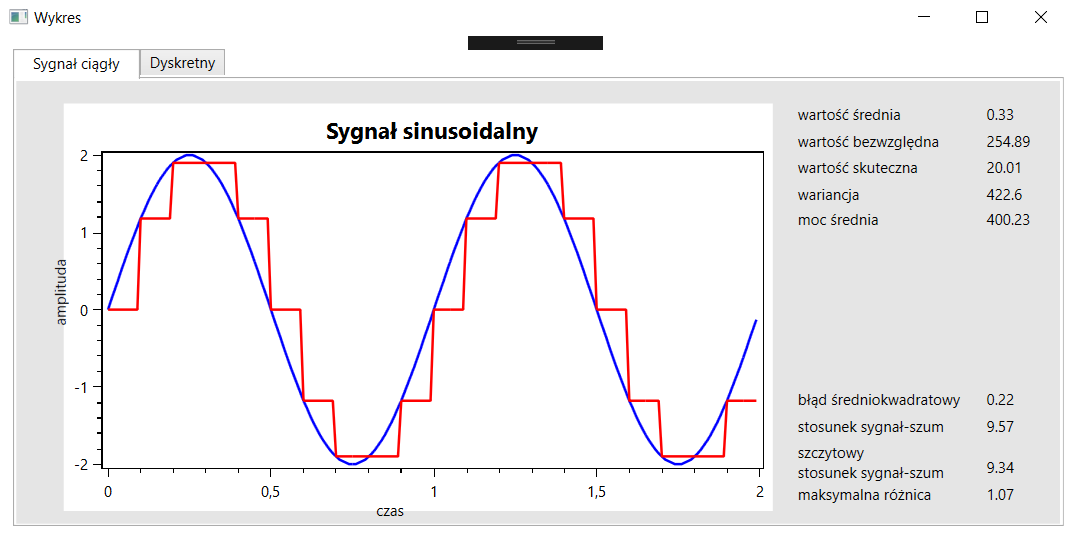 Wykres
Sygnał ciągły
Dyskretny
Sygnał sinusoidalny
amplituda
2
1
0
-1
-2
0
0,5
1
1,5
2
czas
wartość średnia 0.33
wartość bezwzględna 254.89
wartość skuteczna 20.01
wariancja 422.6
moc średnia 400.23
błąd średniokwadratowy 0.22
stosunek sygnał-szum 9.57
szczytowy
stosunek sygnał-szum 9.34
maksymalna różnica 1.07